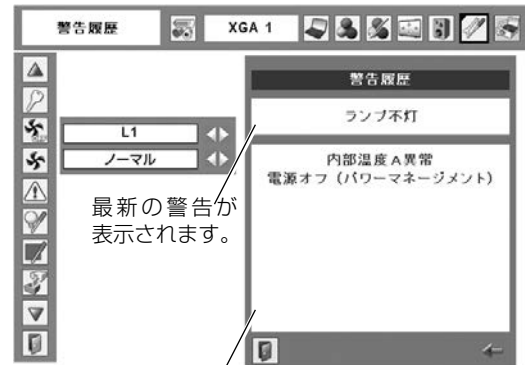 警告履歴
XGA 1
警告履歴
ランプ不灯
L1
ノーマル
内部温度 A 異常
電源オフ（パワーマネージメント）
最新の警告が
表示されます。